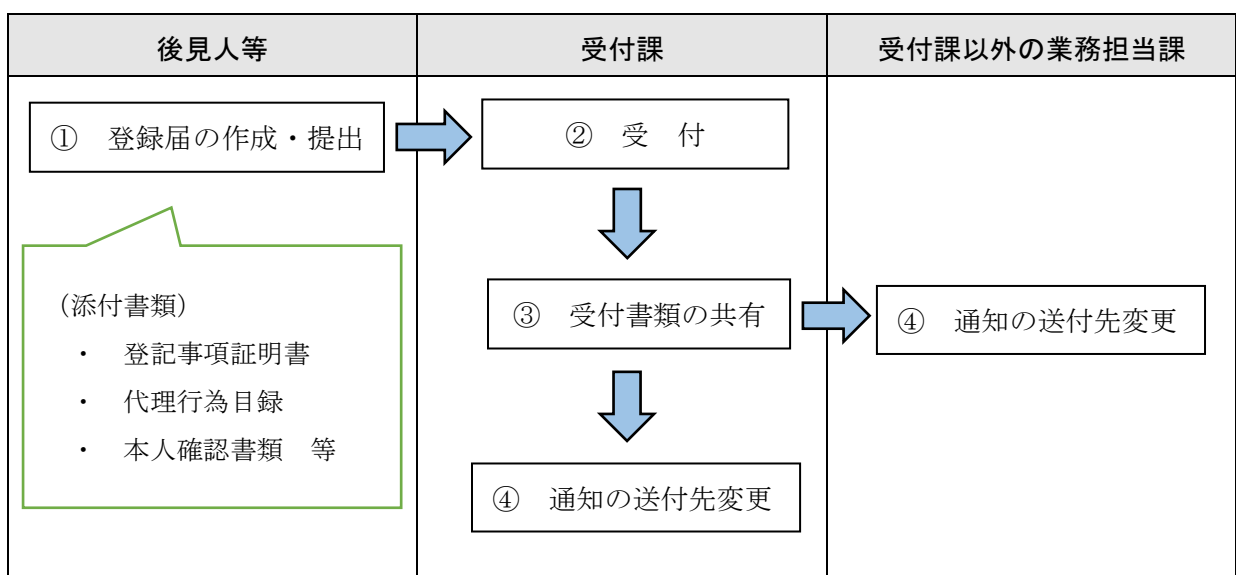 後見人等
受付課
受付課以外の業務担当課
① 登録届の作成・提出
② 受 付
(添付書類)
・ 登記事項証明書
・ 代理行為目録
・ 本人確認書類 等
③ 受付書類の共有
④ 通知の送付先変更
④ 通知の送付先変更